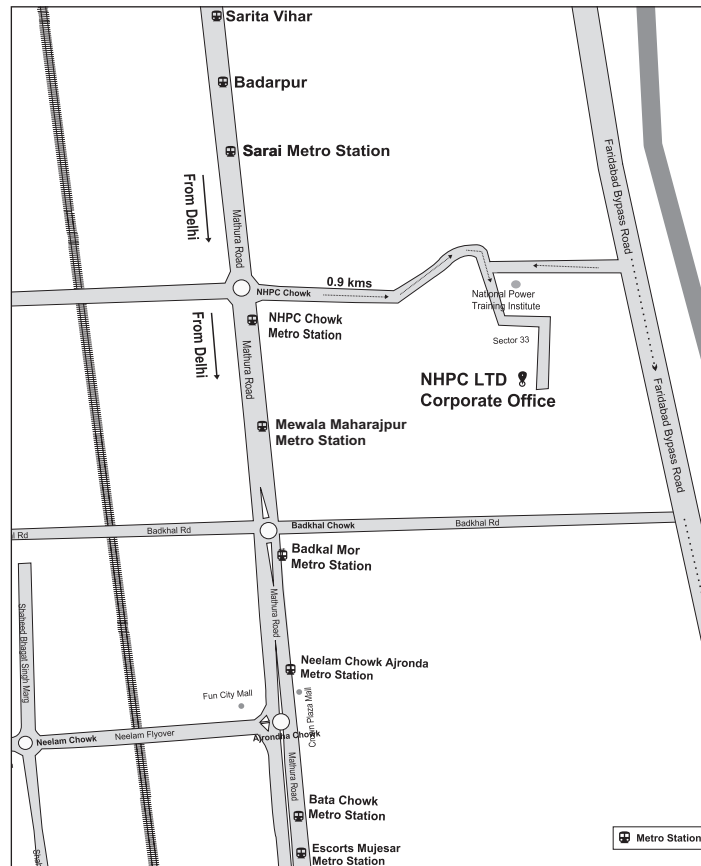 Sarita Vihar
Badarpur
Sarai Metro Station
From Delhi
Mathura Road
Faridabad Bypass Road
0.9 kms
NHPC Chowk
National Power
Training Institute
NHPC Chowk
Metro Station
From Delhi
Mathura Road
Sector 33
NHPC LTD
Corporate Office
Faridabad Bypass Road
Mewala Maharajpur
Metro Station
l Rd
Badkhal Rd
Badkhal Chowk
Badkhal Rd
Badkal Mor
Metro Station
Mathura Road
Shaheed Bhagat Singh Marg
Neelam Chowk Ajronda
Metro Station
Fun City Mall
Crown Plaza Mall
Neelam Chowk
Neelam Flyover
Ajrondha Chowk
Mathura Road
Bata Chowk
Metro Station
Escorts Mujesar
Metro Station
Metro Station